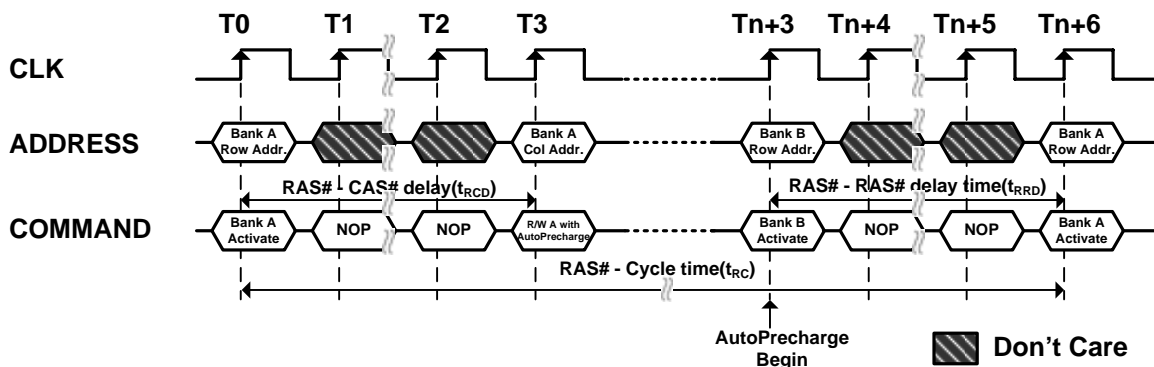 T0 T1 T2 T3 Tn+3 Tn+4 Tn+5 Tn+6
CLK
ADDRESS
Bank A
Row Addr.
Bank A
Col Addr.
Bank B
Row Addr.
Bank A
Row Addr.
RAS# - CAS# delay(tRCD)
RAS# - RAS# delay time(tRRD)
COMMAND
Bank A
Activate
NOP
NOP
R/W A with
AutoPrecharge
Bank B
Activate
NOP
NOP
Bank A
Activate
RAS# - Cycle time(tRC)
AutoPrecharge
Begin
Don't Care